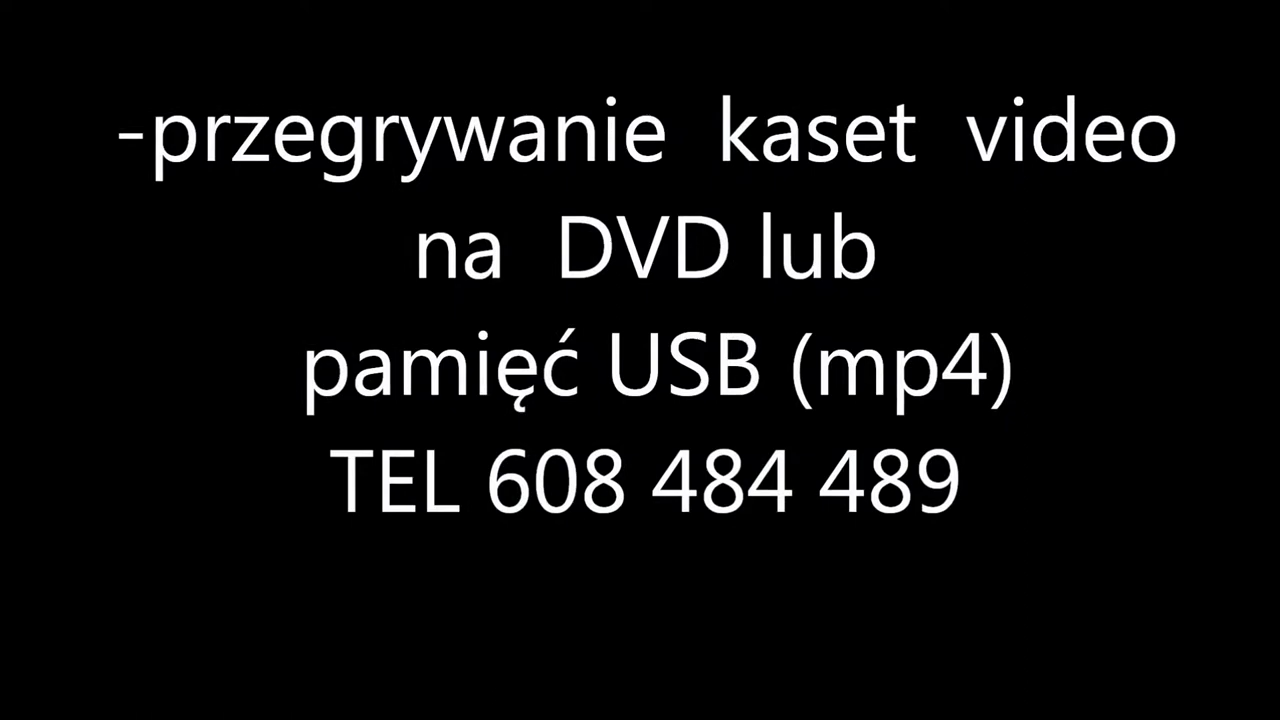 -przegrywanie kaset video
na DVD lub
pamięć USB (mp4)
TEL 608 484 489